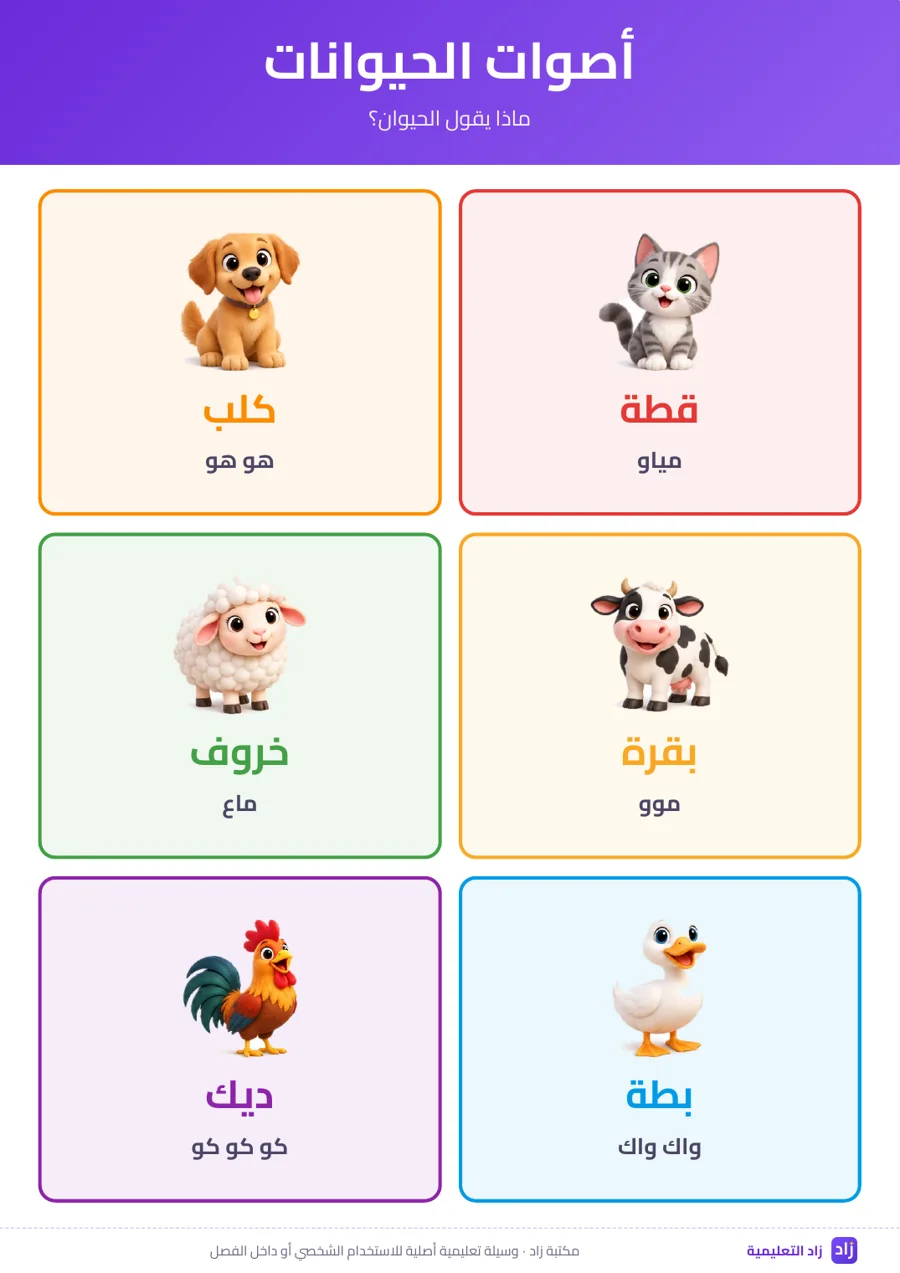 أصوات الحيوانات
ماذا يقول الحيوان؟
قطة
مياو
كلب
هو هو
بقرة
موو
خروف
ماع
بطة
واك واك
ديك
كو كو كو
زاد
زاد التعليمية
مكتبة زاد · وسيلة تعليمية أصلية للاستخدام الشخصي أو داخل الفصل